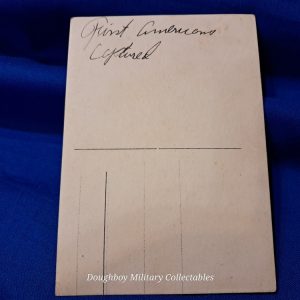 First Americans
Captured
Doughboy Military Collectables